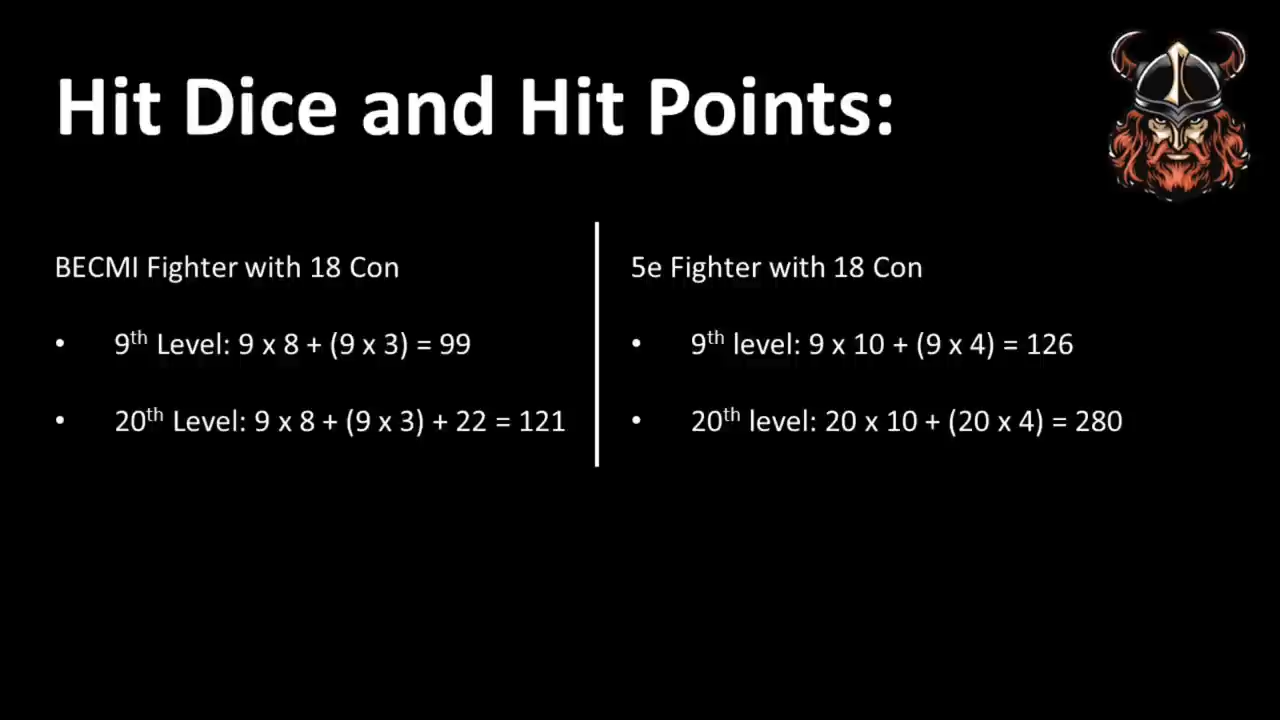 Hit Dice and Hit Points:
BECMI Fighter with 18 Con
• 9th Level: 9 x 8 + (9 x 3) = 99
• 20th Level: 9 x 8 + (9 x 3) + 22 = 121
5e Fighter with 18 Con
• 9th level: 9 x 10 + (9 x 4) = 126
• 20th level: 20 x 10 + (20 x 4) = 280